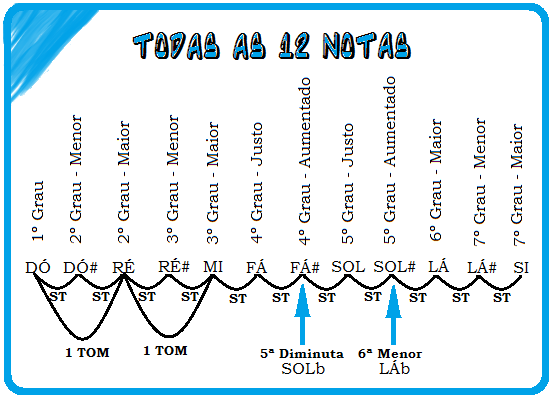 TODAS AS 12 NOTAS
1º Grau
2º Grau - Menor
2º Grau - Maior
3º Grau - Menor
3º Grau - Maior
4º Grau - Justo
4º Grau - Aumentado
5º Grau - Justo
5º Grau - Aumentado
6º Grau - Maior
7º Grau - Menor
7º Grau - Maior
DÓ DÓ# RÉ RÉ# MI FÁ FÁ# SOL SOL# LÁ LÁ# SI
ST ST ST ST ST ST ST ST ST ST ST
1 TOM 1 TOM
5ª Diminuta 6ª Menor
SOLb LÁb